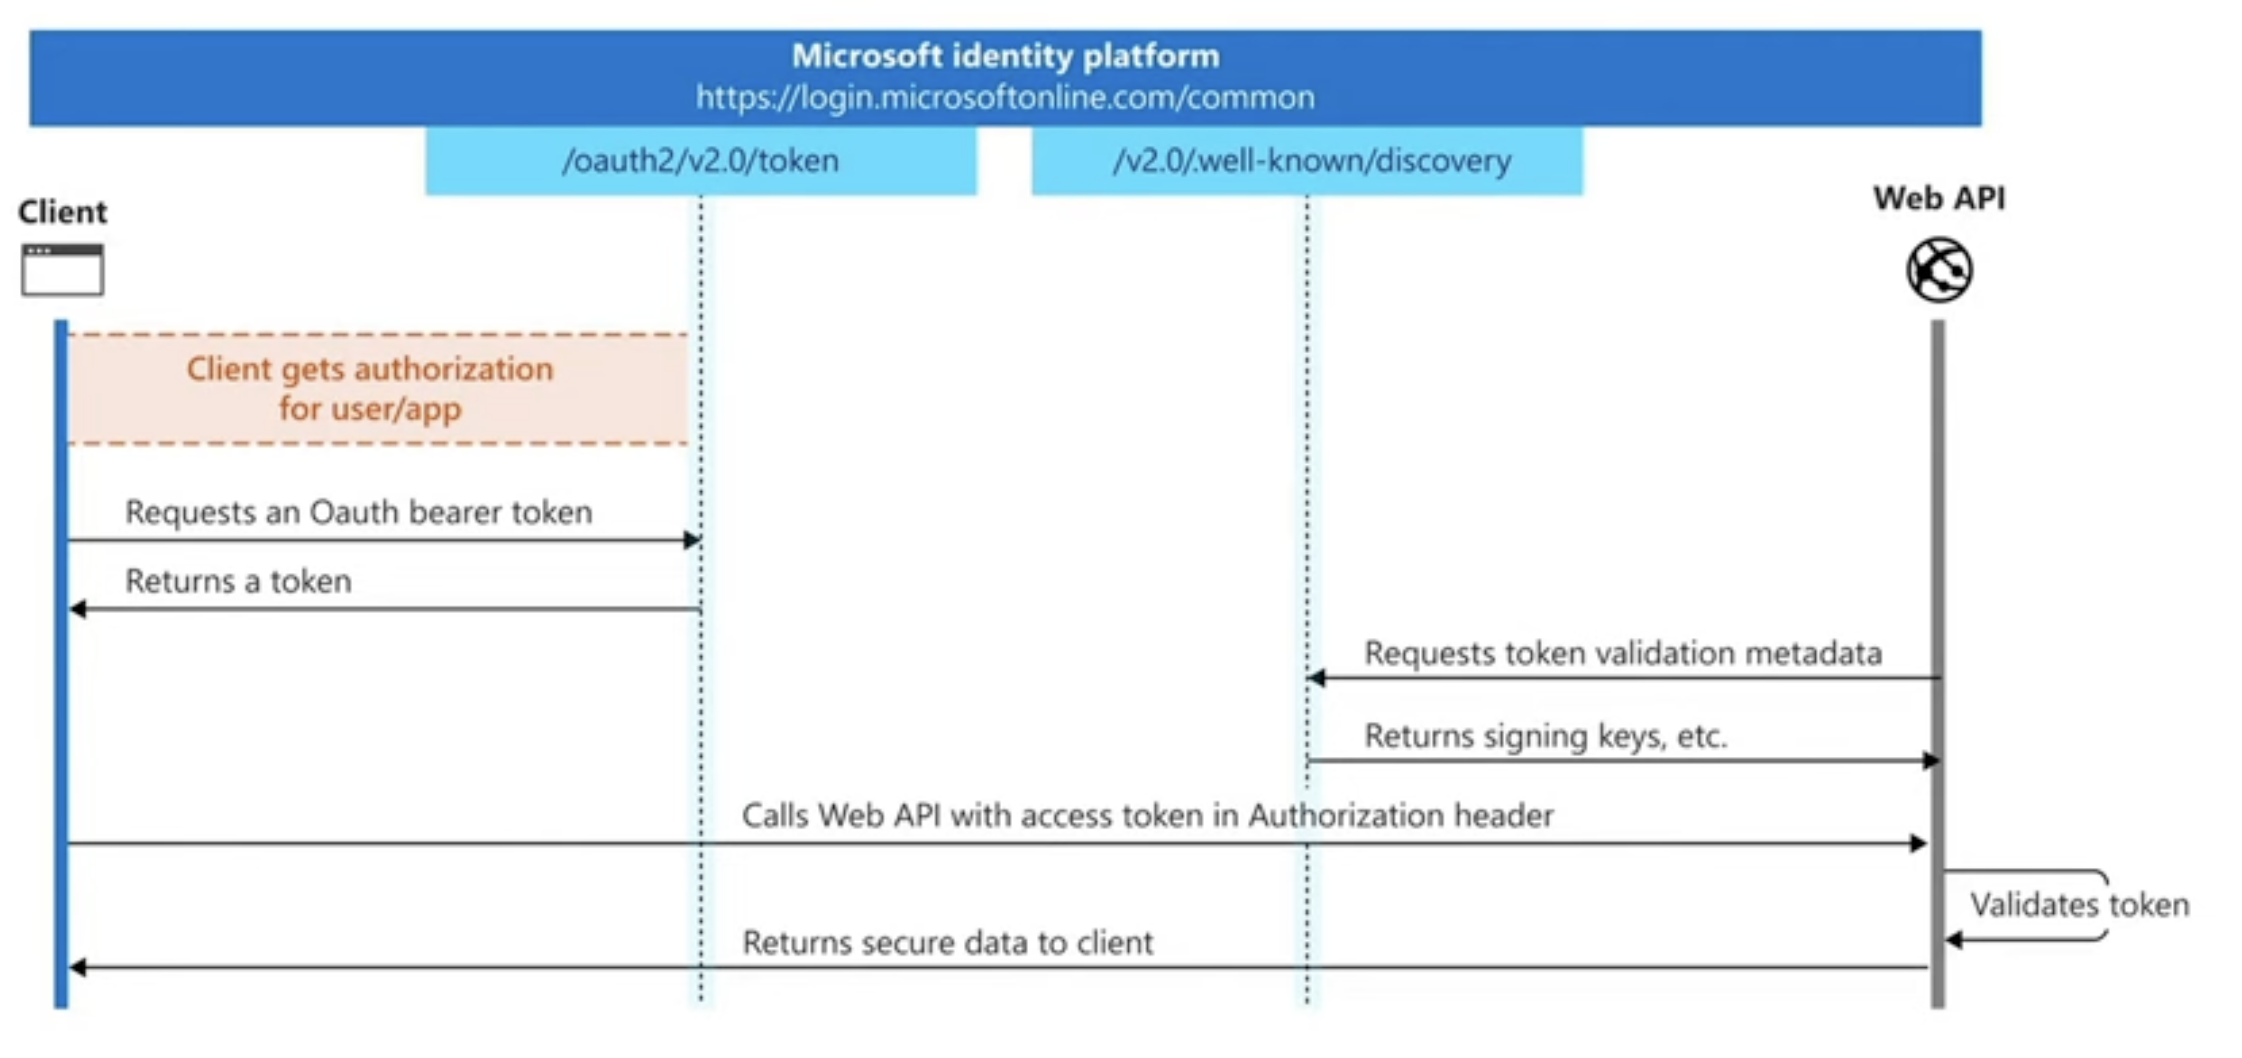 Microsoft identity platform
https://login.microsoftonline.com/common
/oauth2/v2.0/token
/v2.0/.well-known/discovery
Client
Web API
Client gets authorization
for user/app
Requests an Oauth bearer token
Returns a token
Requests token validation metadata
Returns signing keys, etc.
Calls Web API with access token in Authorization header
Validates token
Returns secure data to client